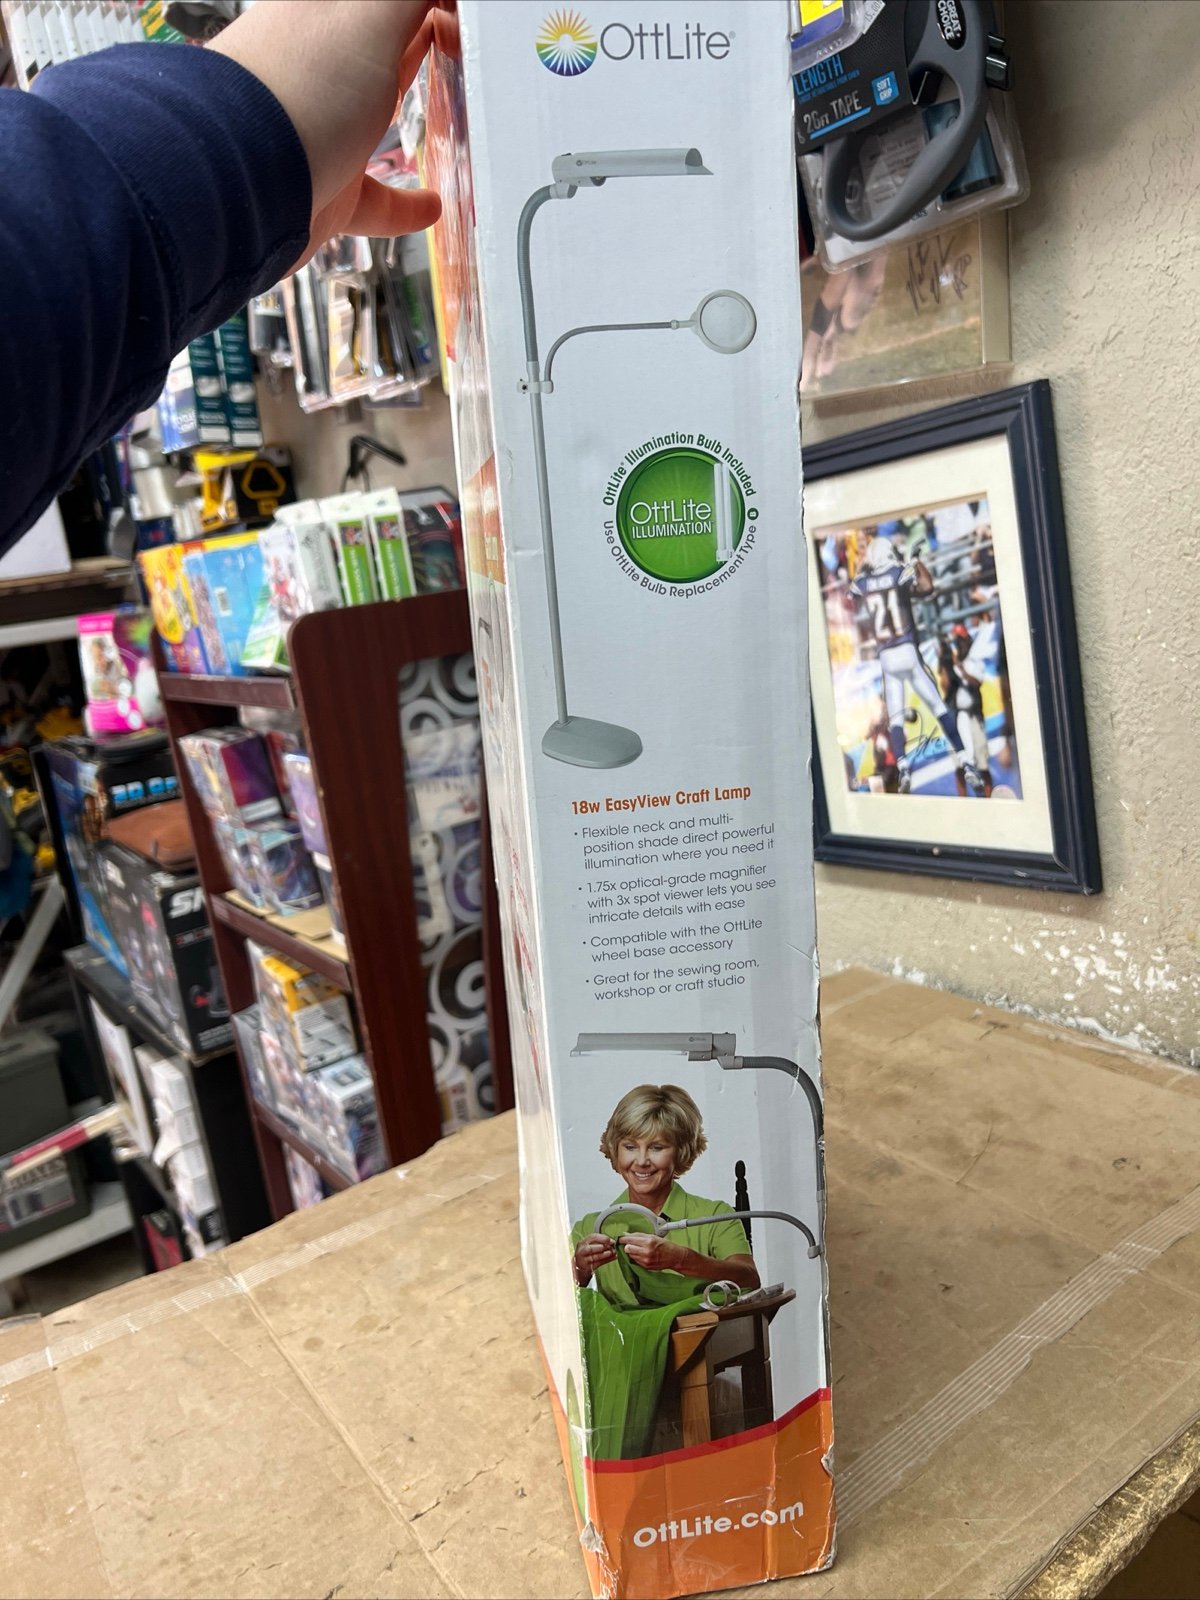 OttLite®
LENGTH
26FT TAPE
SOFT GRIP
GREAT CHOICE
OttLite® Illumination Bulb Included
OttLite
ILLUMINATION
Use OttLite Bulb Replacement Type B
21
18w EasyView Craft Lamp
• Flexible neck and multi-
position shade direct powerful
illumination where you need it
• 1.75x optical-grade magnifier
with 3x spot viewer lets you see
intricate details with ease
• Compatible with the OttLite
wheel base accessory
• Great for the sewing room,
workshop or craft studio
OttLite.com